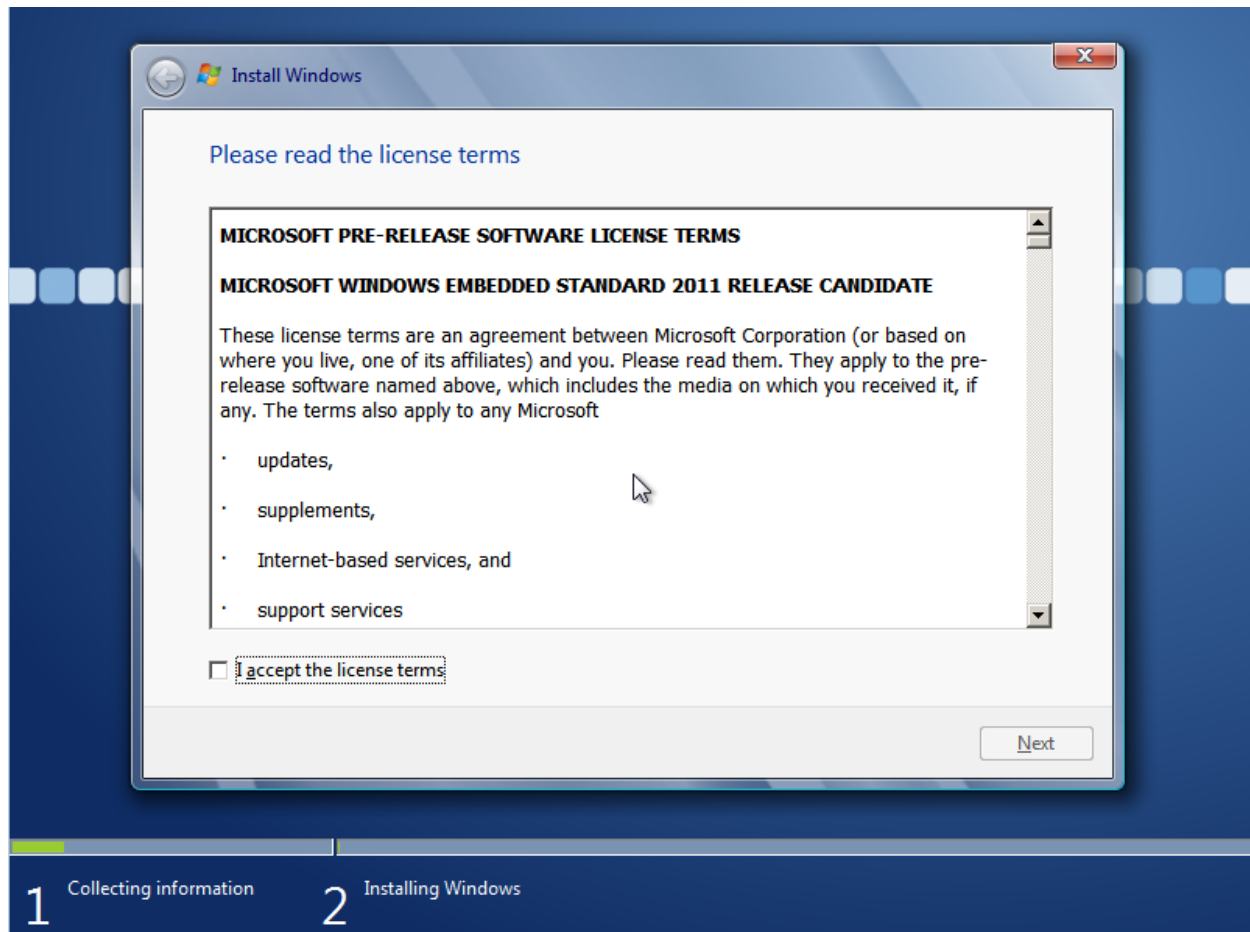 Install Windows
Please read the license terms
MICROSOFT PRE-RELEASE SOFTWARE LICENSE TERMS
MICROSOFT WINDOWS EMBEDDED STANDARD 2011 RELEASE CANDIDATE
These license terms are an agreement between Microsoft Corporation (or based on
where you live, one of its affiliates) and you. Please read them. They apply to the pre-
release software named above, which includes the media on which you received it, if
any. The terms also apply to any Microsoft
· updates,
· supplements,
· Internet-based services, and
· support services
I accept the license terms
Next
1 Collecting information
2 Installing Windows